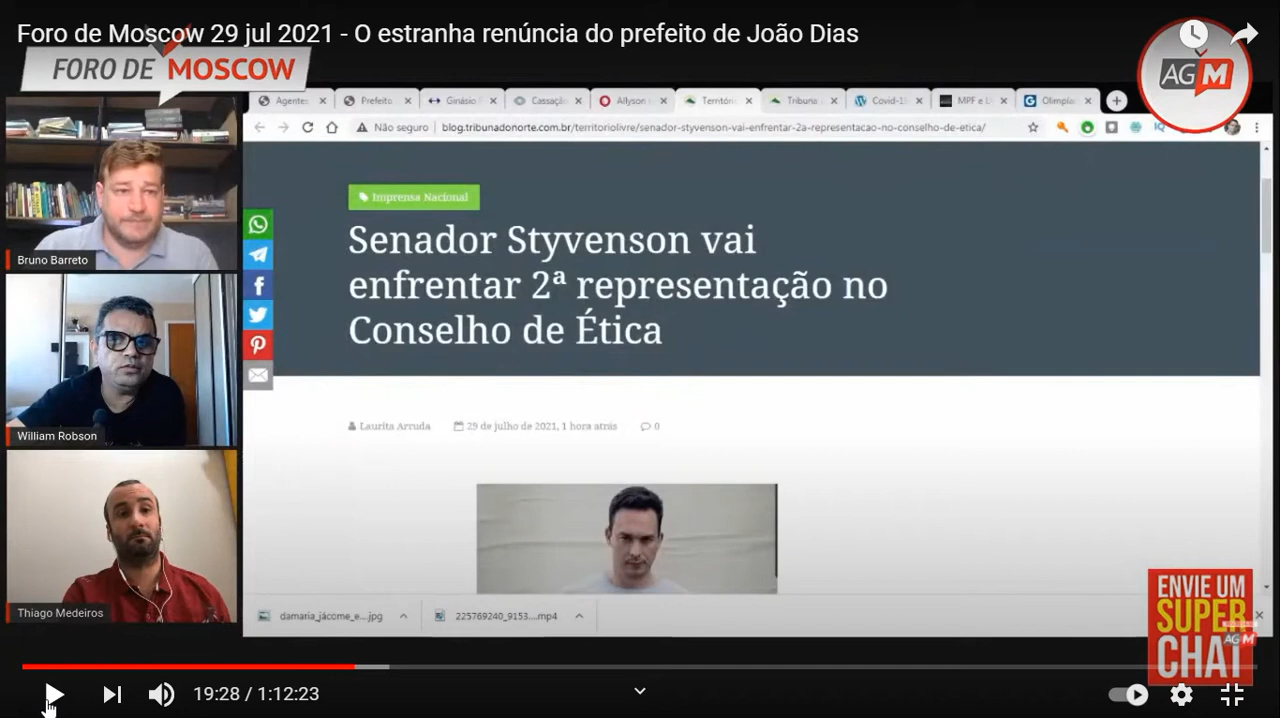 Foro de Moscow 29 jul 2021 - O estranha renúncia do prefeito de João Dias
FORO DE MOSCOW
AGM
Agentes
Prefeito
Ginásio
Cassaçã
Allyson
Territór
Tribuna
Covid-1
MPF e
Olimpía
Não seguro
blog.tribunadonorte.com.br/territoriolivre/senador-styvenson-vai-enfrentar-2a-representacao-no-conselho-de-etica/
Imprensa Nacional
Senador Styvenson vai
enfrentar 2ª representação no
Conselho de Ética
Laurita Arruda
29 de julho de 2021, 1 hora atrás
0
Bruno Barreto
William Robson
Thiago Medeiros
damaria_jácome_e....jpg
225769240_9153....mp4
ENVIE UM
SUPER
CHAT
AGM
19:28 / 1:12:23